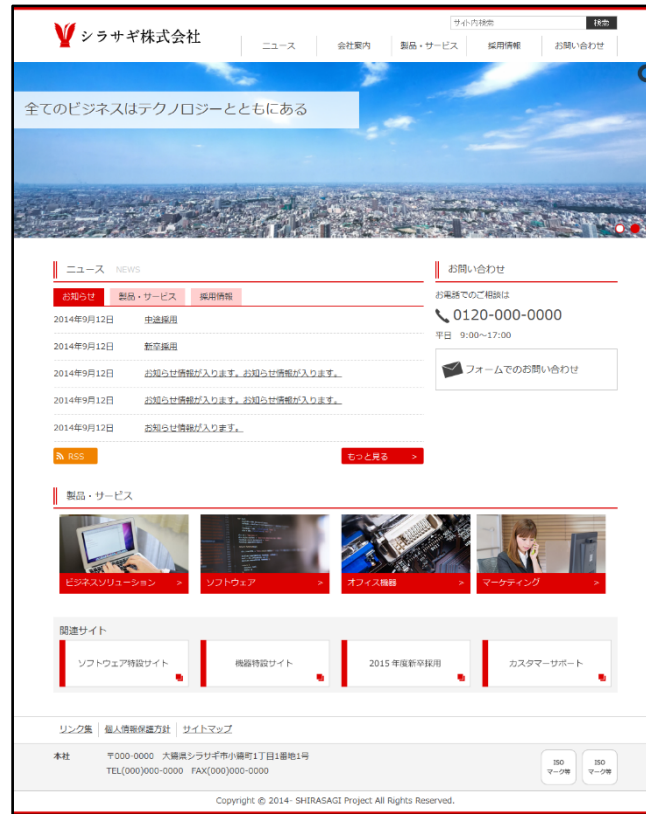 サイト内検索 検索
シラサギ株式会社
ニュース 会社案内 製品・サービス 採用情報 お問い合わせ
全てのビジネスはテクノロジーとともにある
ニュース NEWS
お知らせ 製品・サービス 採用情報
2014年9月12日 中途採用
2014年9月12日 新卒採用
2014年9月12日 お知らせ情報が入ります。お知らせ情報が入ります。
2014年9月12日 お知らせ情報が入ります。お知らせ情報が入ります。
2014年9月12日 お知らせ情報が入ります。
RSS もっと見る >
お問い合わせ
お電話でのご相談は
0120-000-0000
平日 9:00～17:00
フォームでのお問い合わせ
製品・サービス
ビジネスソリューション > ソフトウェア > オフィス機器 > マーケティング >
関連サイト
ソフトウェア特設サイト 機器特設サイト 2015年度新卒採用 カスタマーサポート
リンク集 個人情報保護方針 サイトマップ
本社 〒000-0000 大鷺県シラサギ市小鷺町1丁目1番地1号
TEL(000)000-0000 FAX(000)000-0000
ISO マーク等 ISO マーク等
Copyright © 2014- SHIRASAGI Project All Rights Reserved.